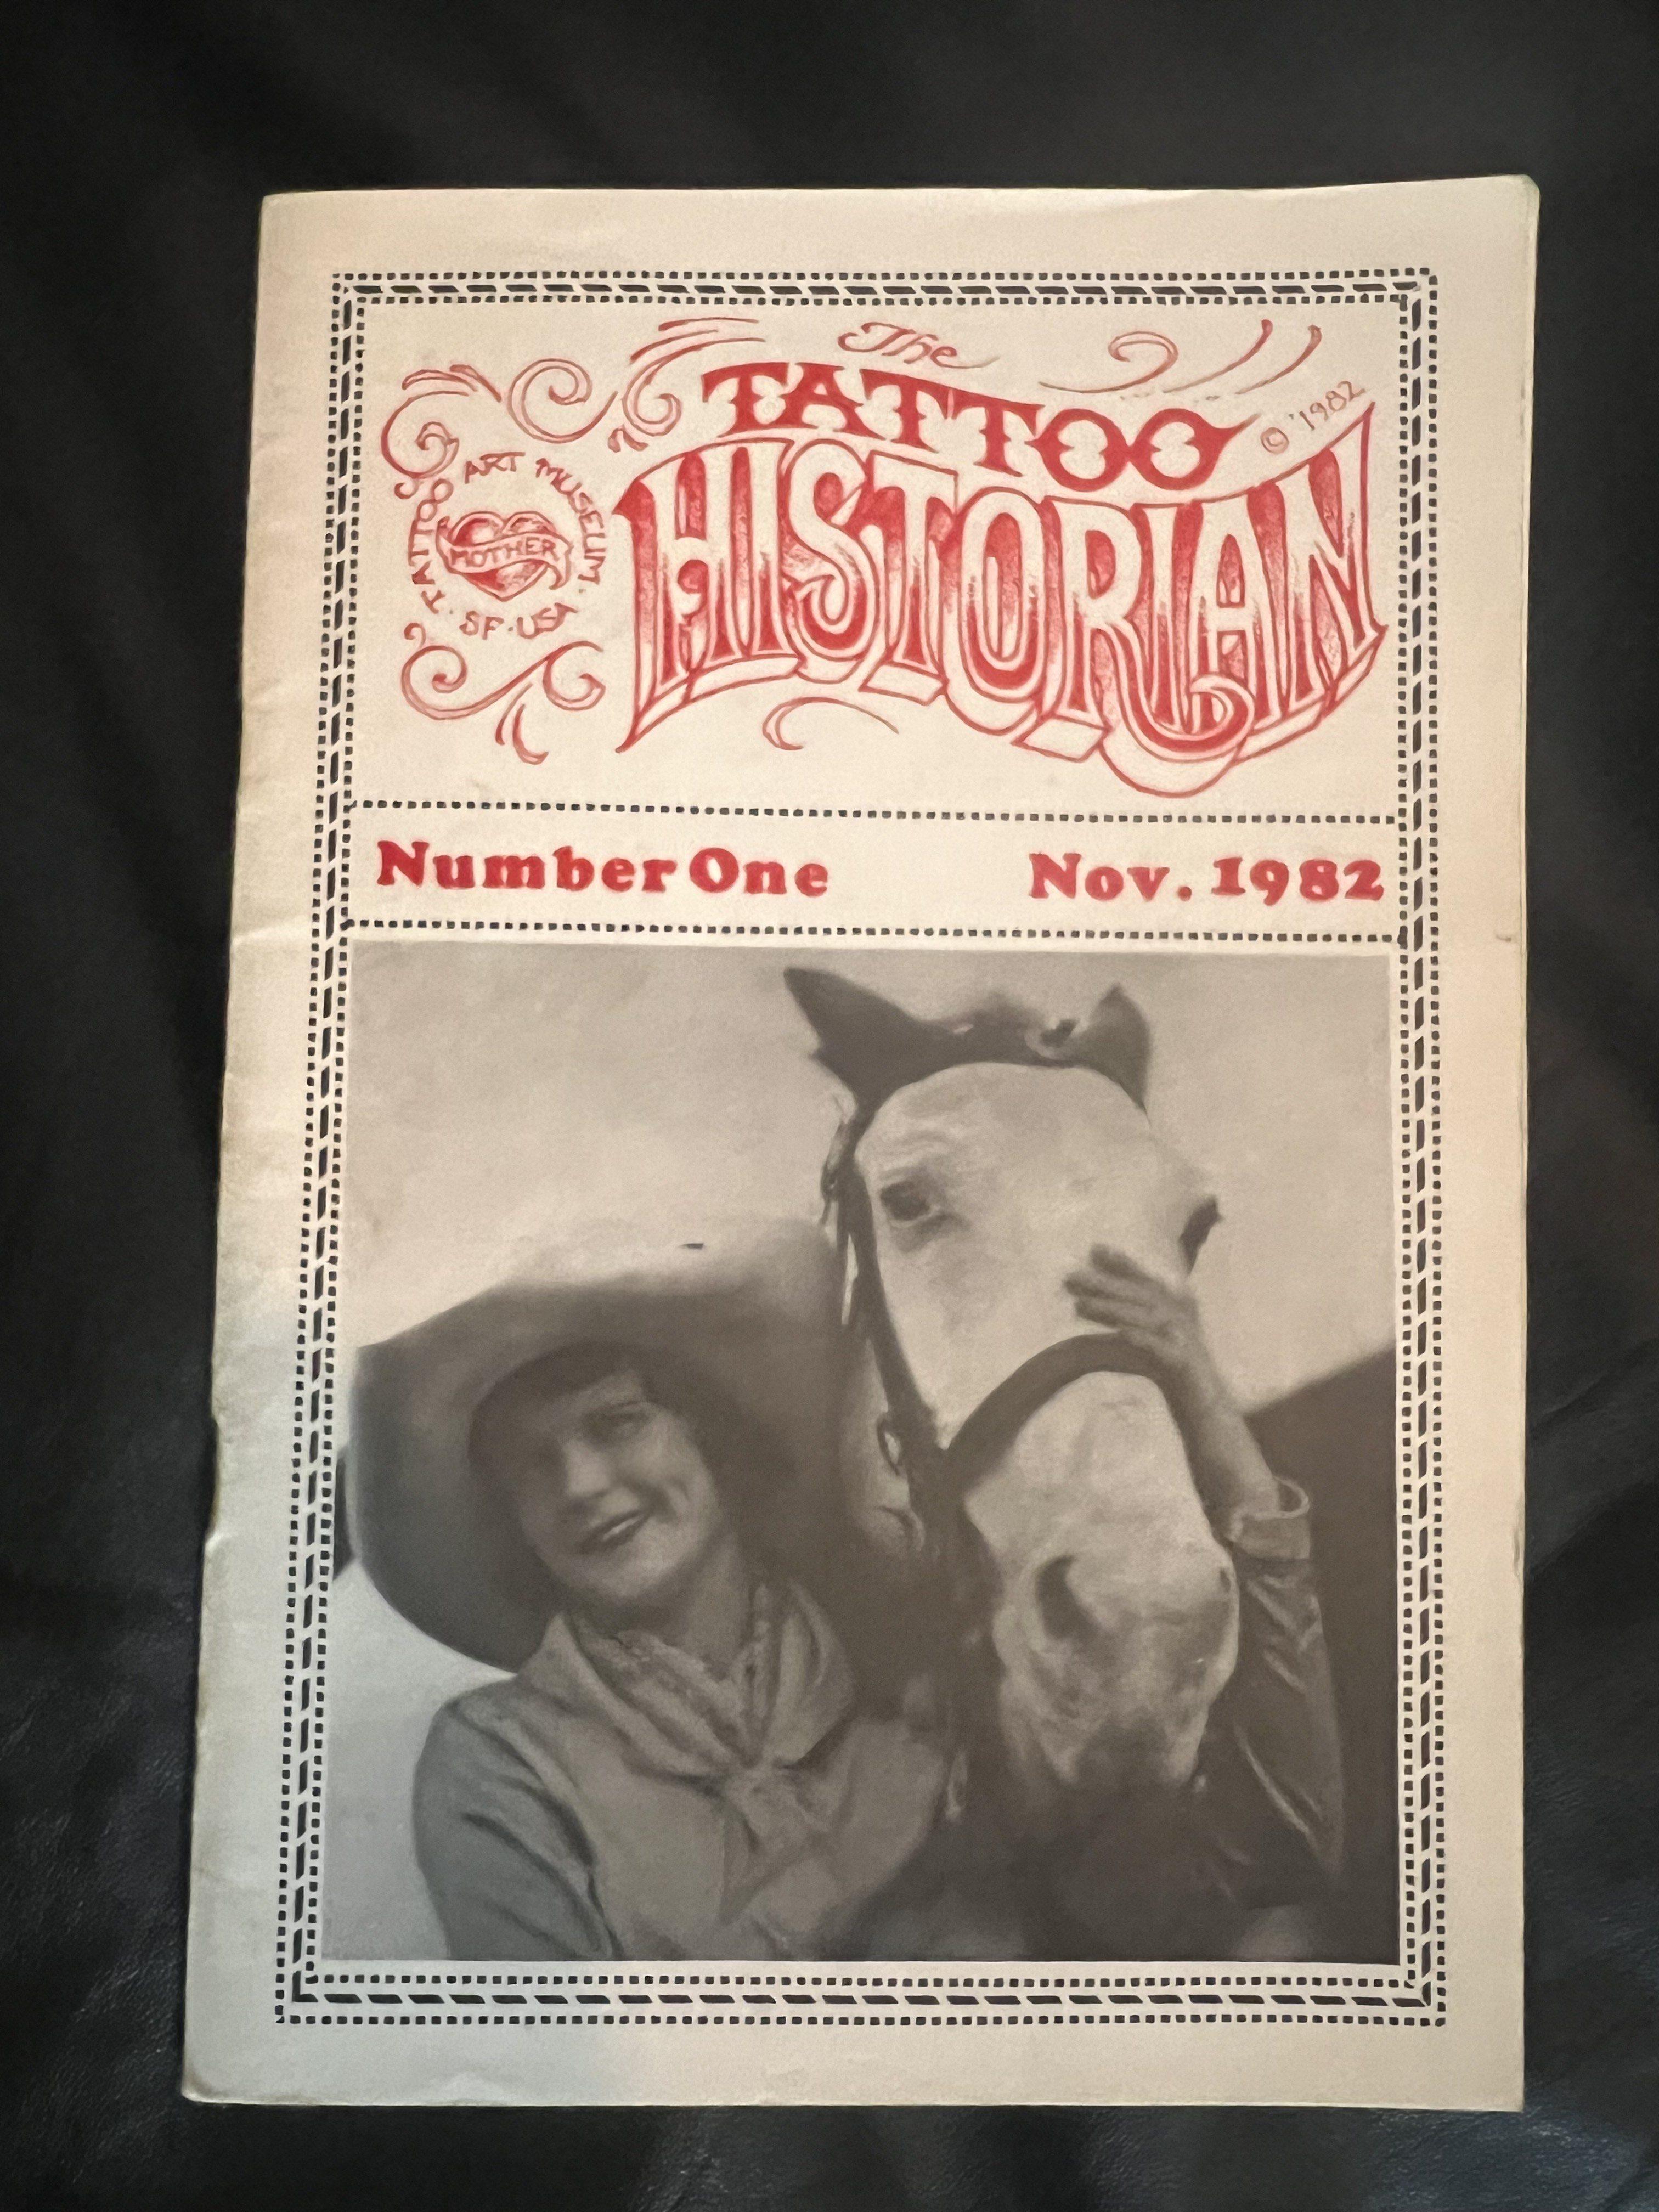 The
TATTOO
HISTORIAN
© '1982
TATTOO ART MUSEUM.
MOTHER
SF.USA
Number One
Nov. 1982